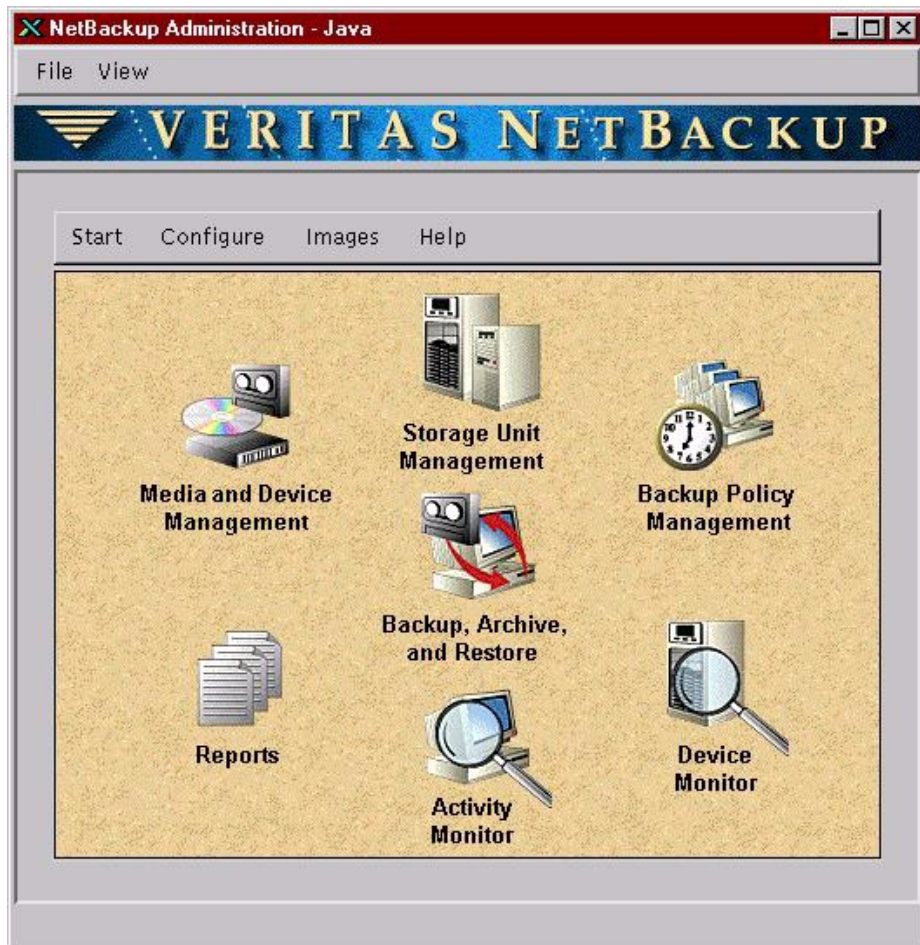 NetBackup Administration - Java
File View
VERITAS NETBACKUP
Start Configure Images Help
Storage Unit
Management
Media and Device
Management
Backup Policy
Management
Backup, Archive,
and Restore
Reports
Device
Monitor
Activity
Monitor